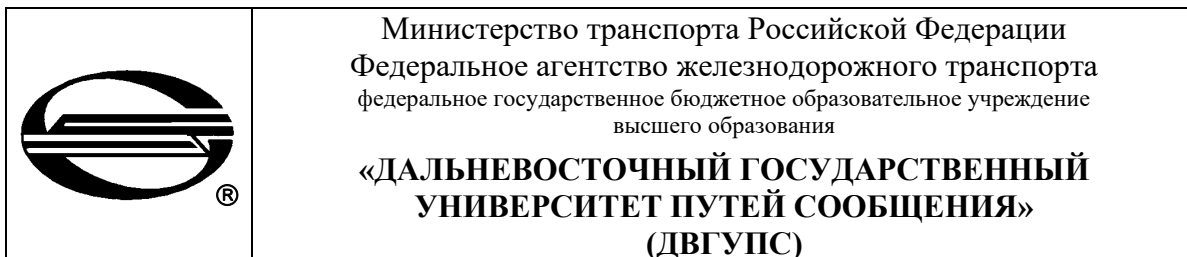 Министерство транспорта Российской Федерации
Федеральное агентство железнодорожного транспорта
федеральное государственное бюджетное образовательное учреждение
высшего образования
«ДАЛЬНЕВОСТОЧНЫЙ ГОСУДАРСТВЕННЫЙ
УНИВЕРСИТЕТ ПУТЕЙ СООБЩЕНИЯ»
(ДВГУПС)
®